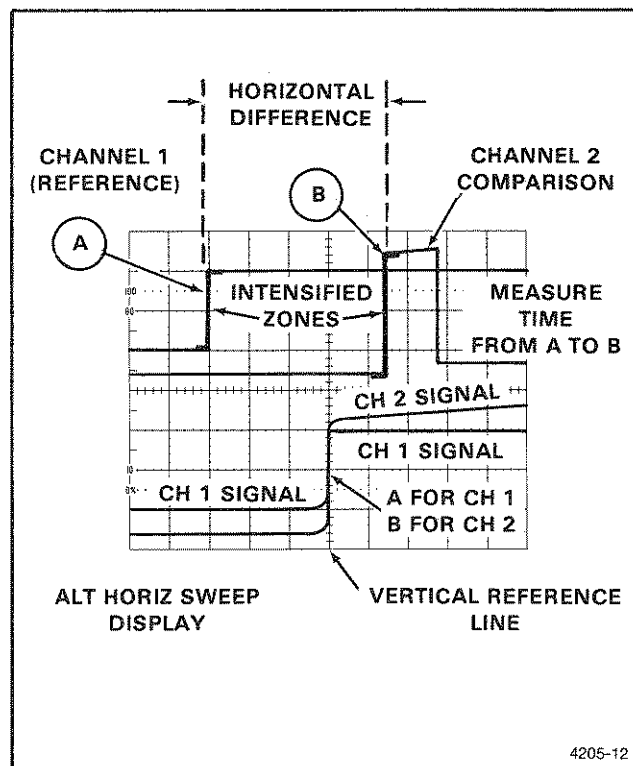 HORIZONTAL
DIFFERENCE
CHANNEL 1
(REFERENCE)
CHANNEL 2
COMPARISON
A
B
100
90
INTENSIFIED
ZONES
MEASURE
TIME
FROM A TO B
CH 2 SIGNAL
CH 1 SIGNAL
10
0%
CH 1 SIGNAL
A FOR CH 1
B FOR CH 2
ALT HORIZ SWEEP
DISPLAY
VERTICAL REFERENCE
LINE
4205-12